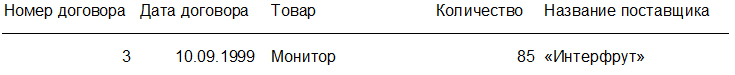 Номер договора Дата договора Товар Количество Название поставщика
3 10.09.1999 Монитор 85 «Интерфрут»